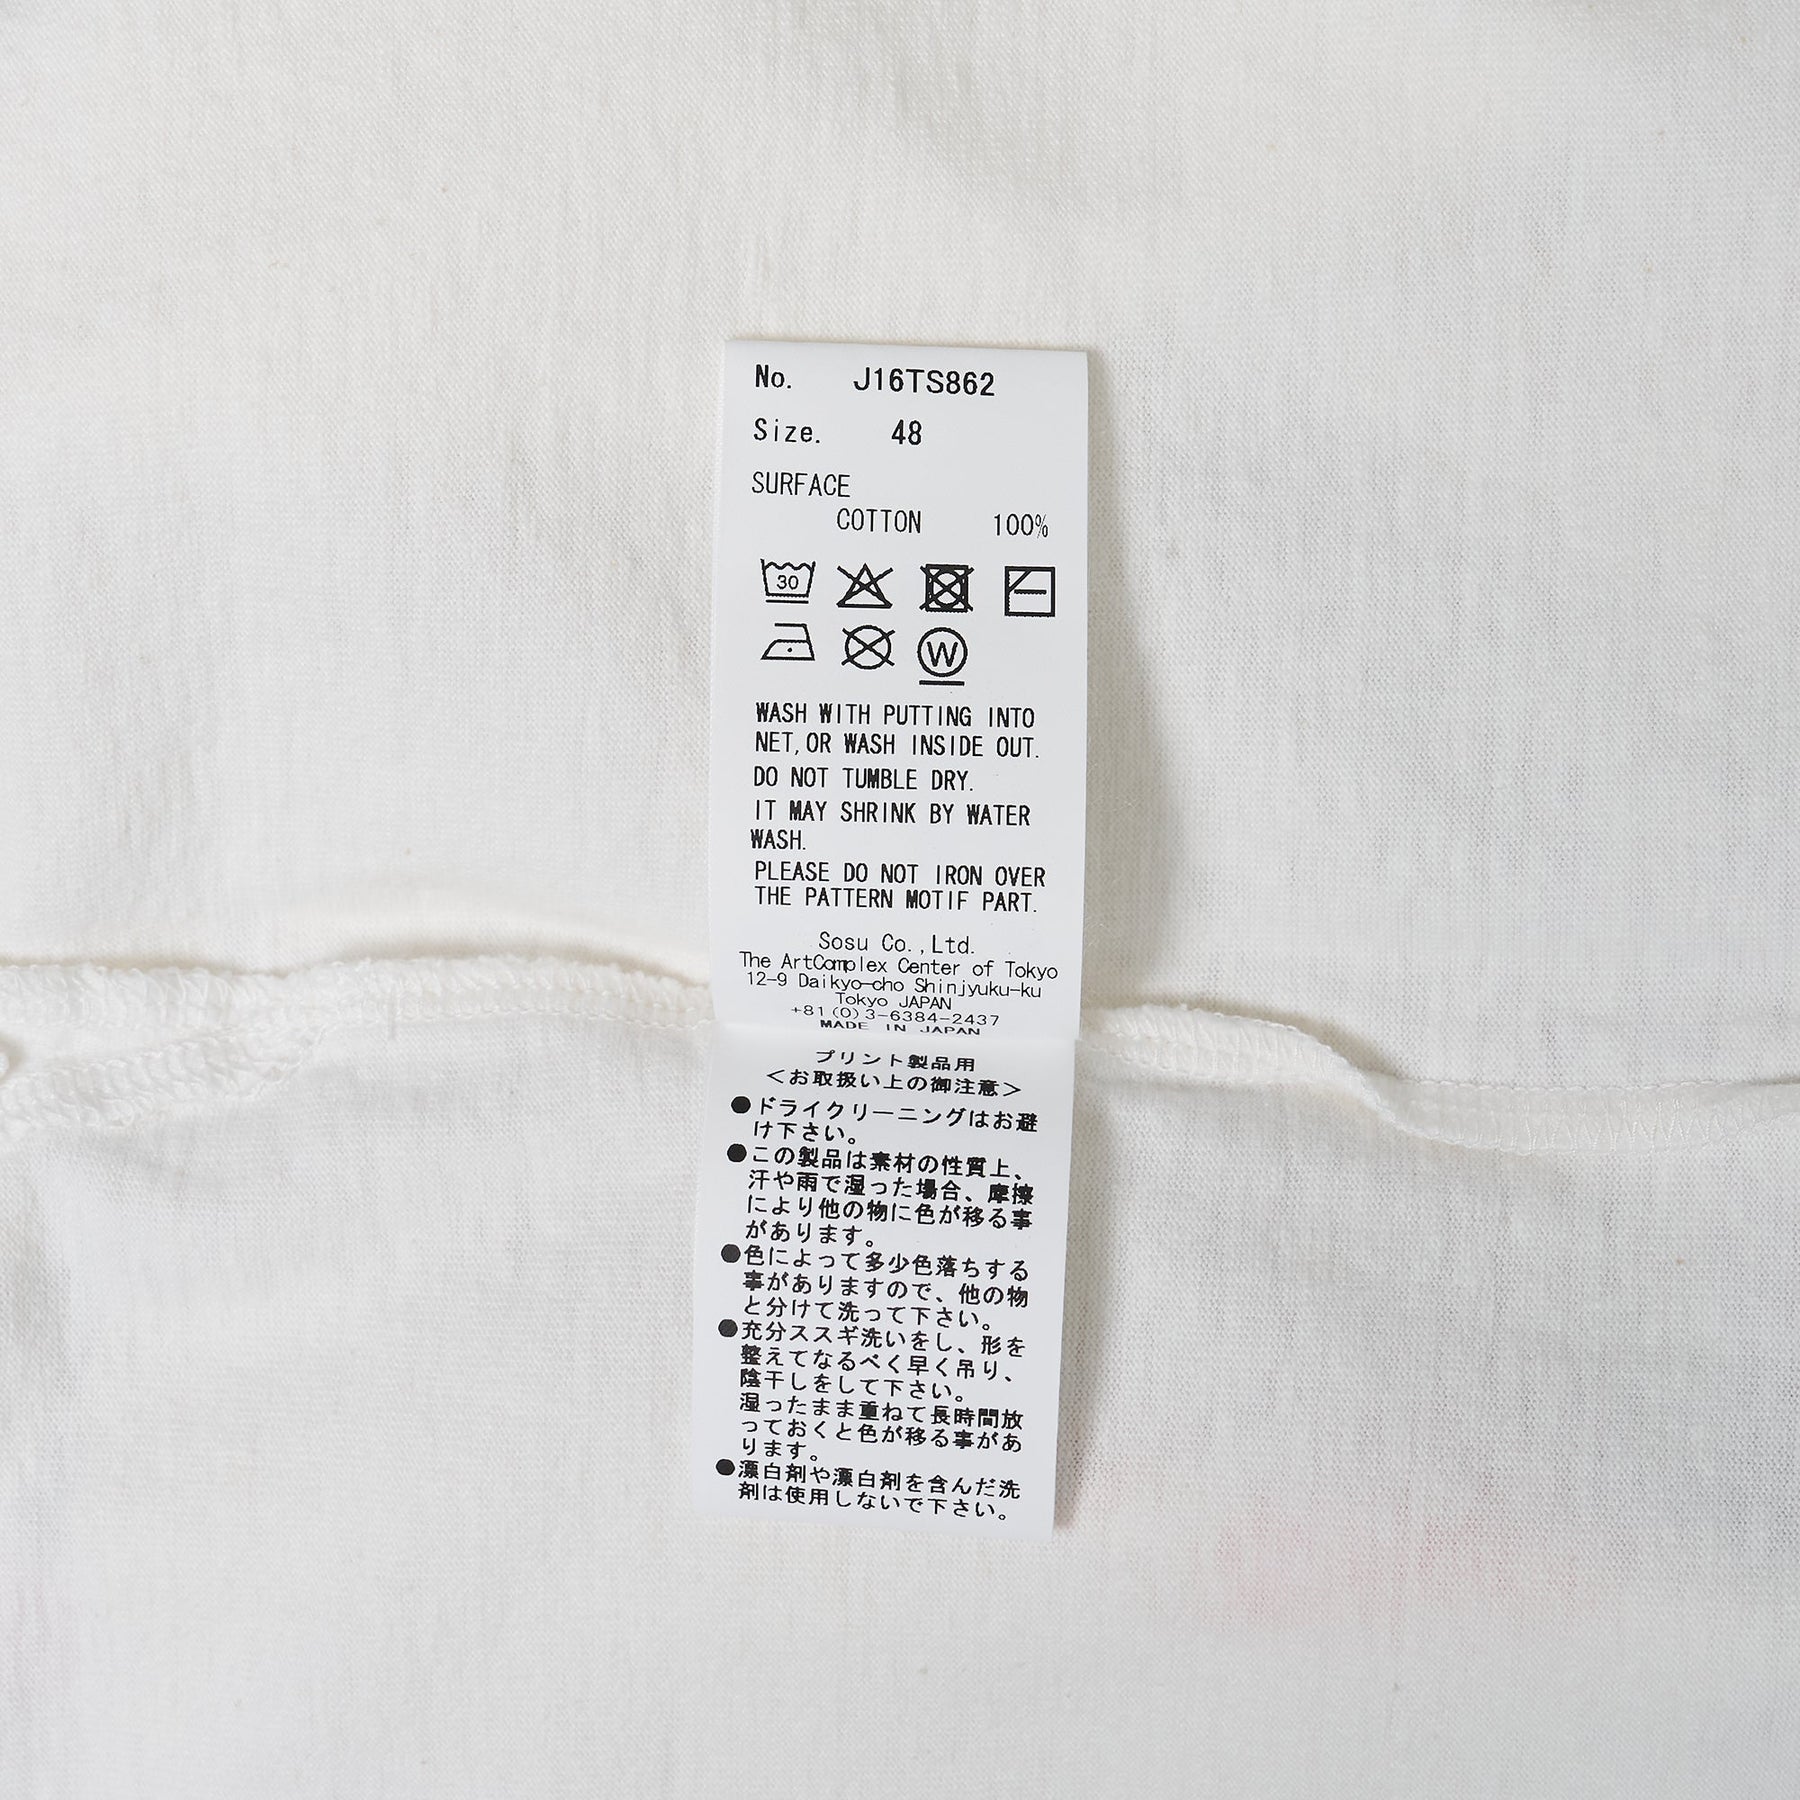 No. J16TS862
Size. 48
SURFACE
COTTON 100%
30
W
WASH WITH PUTTING INTO
NET, OR WASH INSIDE OUT.
DO NOT TUMBLE DRY.
IT MAY SHRINK BY WATER
WASH.
PLEASE DO NOT IRON OVER
THE PATTERN MOTIF PART.
Sosu Co.,Ltd.
The ArtComplex Center of Tokyo
12-9 Daikyo-cho Shinjyuku-ku
Tokyo JAPAN
+81(0)3-6384-2437
MADE IN JAPAN
プリント製品用
<お取扱い上の御注意>
●ドライクリーニングはお避
け下さい。
●この製品は素材の性質上、
汗や雨で湿った場合、摩擦
により他の物に色が移る事
があります。
●色によって多少色落ちする
事がありますので、他の物
と分けて洗って下さい。
●充分ススギ洗いをし、形を
整えてなるべく早く吊り、
陰干しをして下さい。
湿ったまま重ねて長時間放
っておくと色が移る事があ
ります。
●漂白剤や漂白剤を含んだ洗
剤は使用しないで下さい。